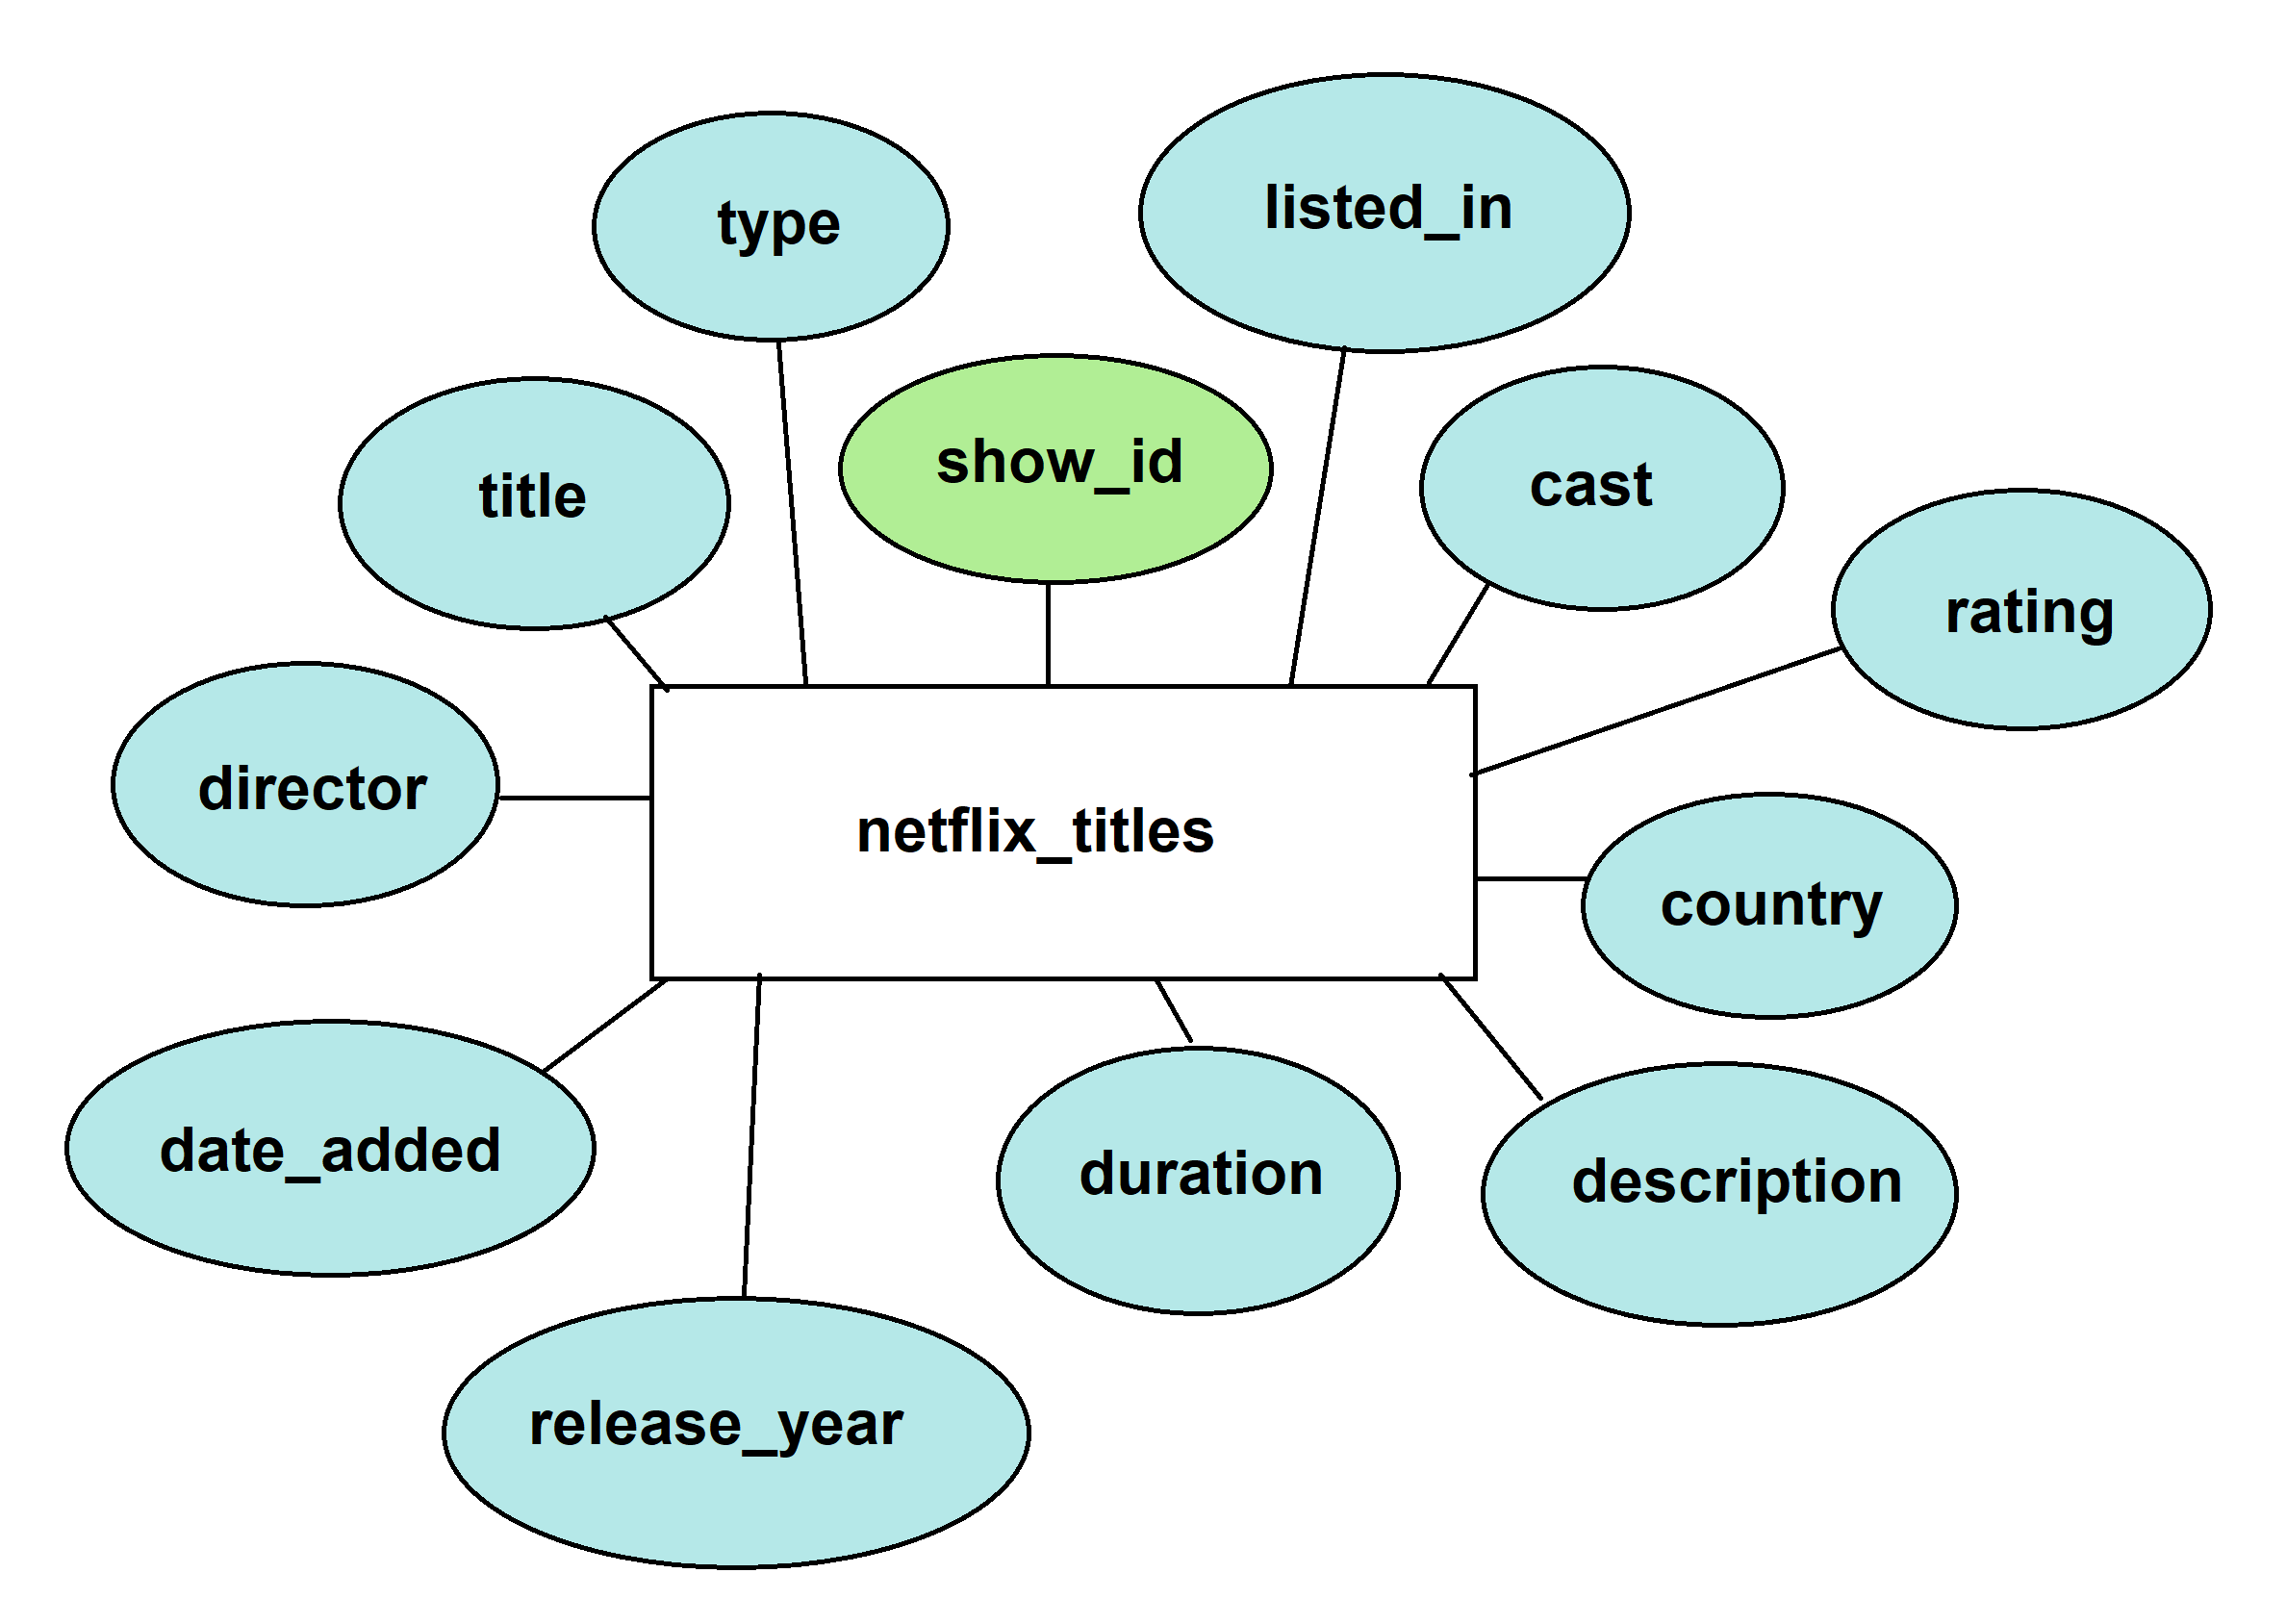 type
listed_in
show_id
cast
title
rating
director
netflix_titles
country
date_added
duration
description
release_year